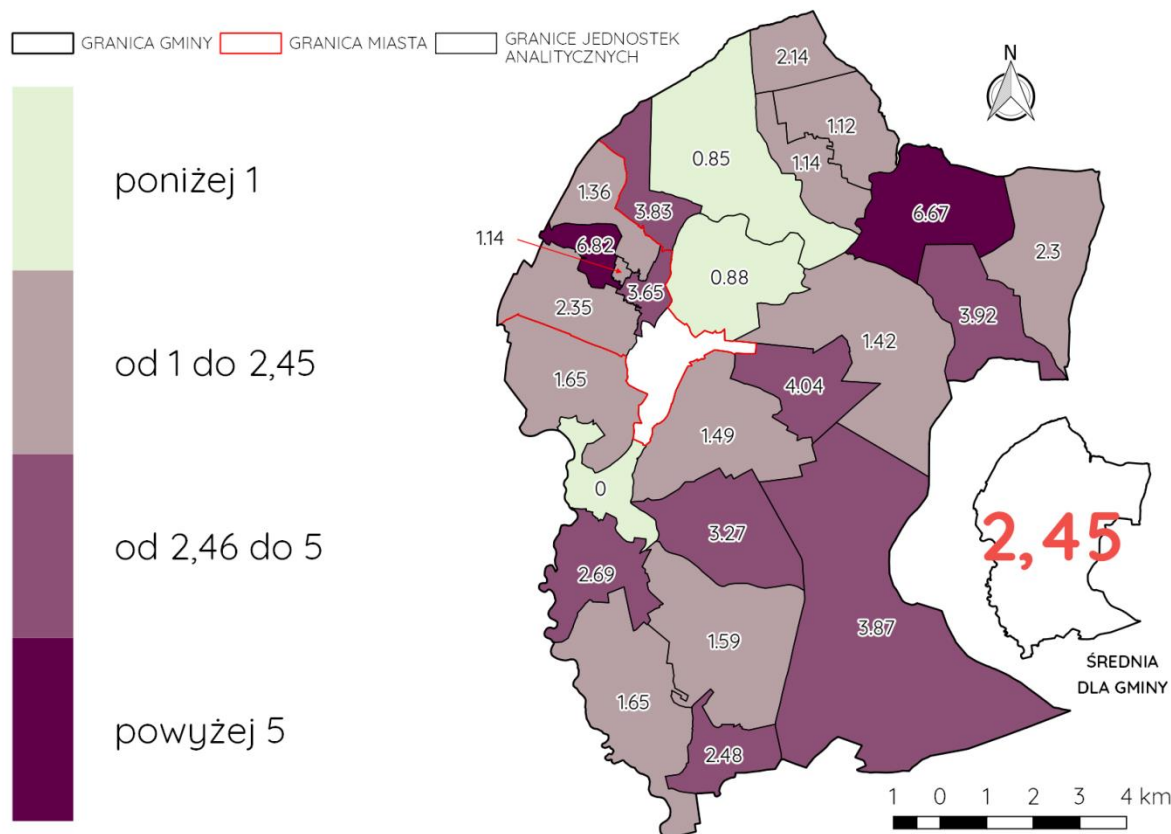 GRANICA GMINY
GRANICA MIASTA
GRANICE JEDNOSTEK
ANALITYCZNYCH
poniżej 1
od 1 do 2,45
od 2,46 do 5
powyżej 5
N
2.14
1.12
0.85
1.14
1.36
3.83
6.67
1.14
6.82
2.3
0.88
3.65
2.35
3.92
1.42
1.65
4.04
1.49
0
3.27
2,45
2.69
3.87
1.59
ŚREDNIA
DLA GMINY
1.65
2.48
1 0 1 2 3 4 km